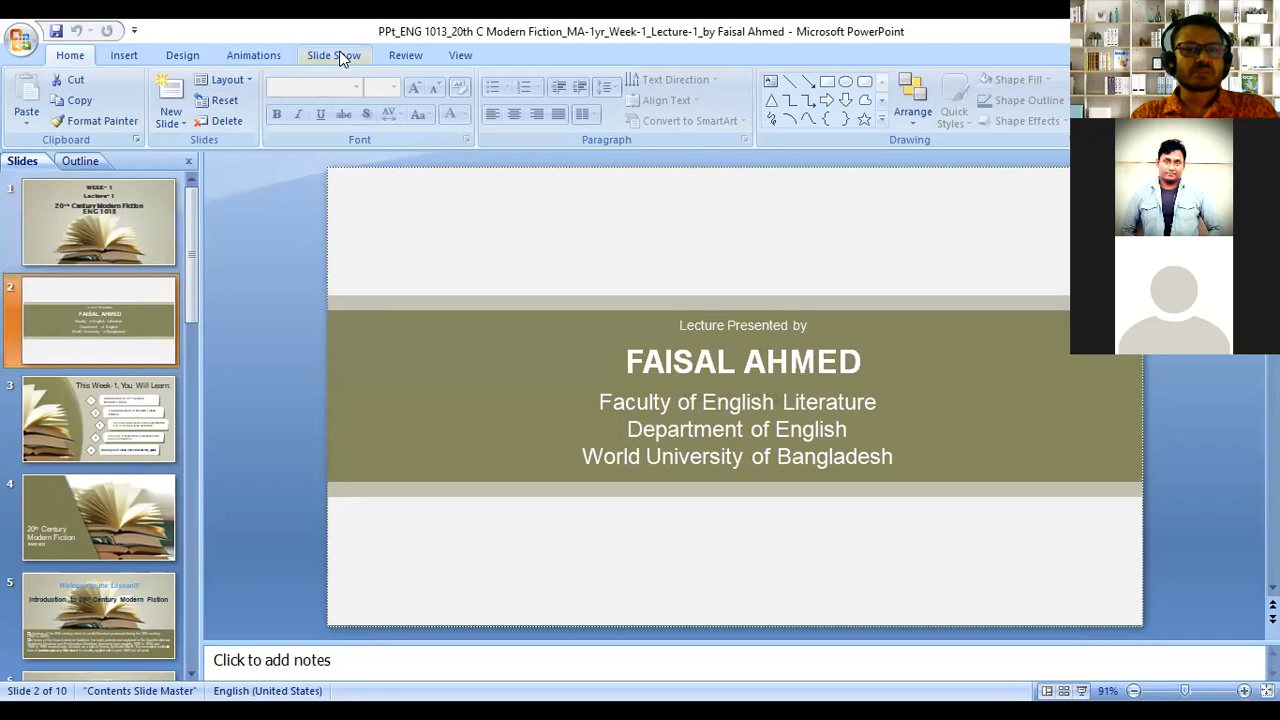 PPt_ENG 1013_20th C Modern Fiction_MA-1yr_Week-1_Lecture-1_by Faisal Ahmed - Microsoft PowerPoint
Home Insert Design Animations Slide Show Review View
Paste
Cut
Copy
Format Painter
Clipboard
New Slide
Layout
Reset
Delete
Slides
Font
Text Direction
Align Text
Convert to SmartArt
Paragraph
Arrange
Quick Styles
Shape Fill
Shape Outline
Shape Effects
Drawing
Slides Outline
1
WEEK- 1
Lecture-1
20th Century Modern Fiction
ENG 1013
2
FAISAL AHMED
Faculty of English Literature
Department of English
World University of Bangladesh
3
This Week-1, You Will Learn:
4
20th Century
Modern Fiction
5
Welcome to the Lesson!!!
Introduction to 20th Century Modern Fiction
Lecture Presented by
FAISAL AHMED
Faculty of English Literature
Department of English
World University of Bangladesh
Click to add notes
Slide 2 of 10 "Contents Slide Master" English (United States) 91%